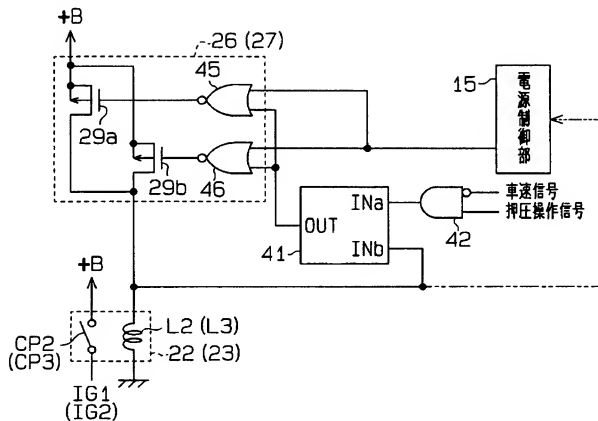 +B
26 (27)
45
15
電源制御部
29a
29b
46
車速信号
押圧操作信号
INa
OUT
42
41
INb
+B
L2 (L3)
CP2
(CP3)
22 (23)
IG1
(IG2)